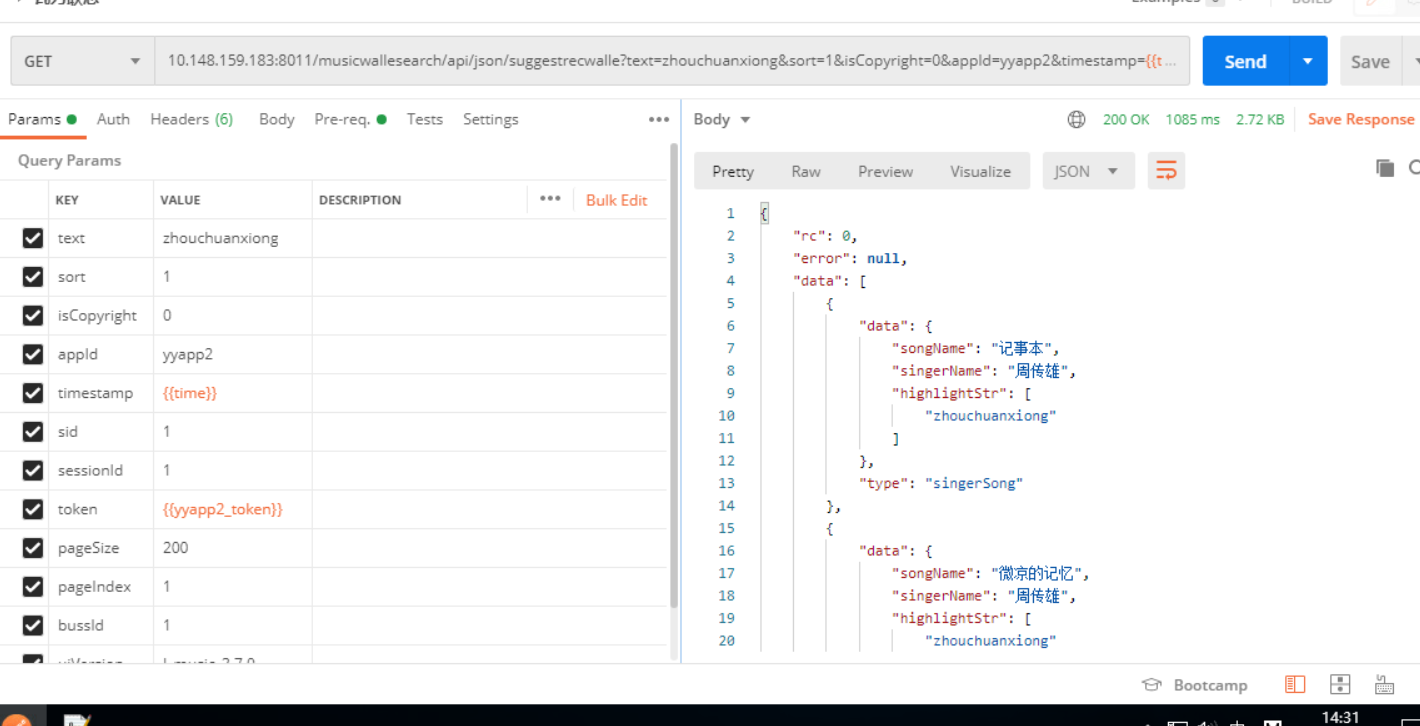 GET 10.148.159.183:8011/musicwallesearch/api/json/suggestrecwalle?text=zhouchuanxiong&sort=1&isCopyright=0&appId=yyapp2&timestamp={{t ... Send Save
Params Auth Headers (6) Body Pre-req. Tests Settings •••
Query Params
KEY VALUE DESCRIPTION ••• Bulk Edit
text zhouchuanxiong
sort 1
isCopyright 0
appId yyapp2
timestamp {{time}}
sid 1
sessionId 1
token {{yyapp2_token}}
pageSize 200
pageIndex 1
bussId 1
Body 200 OK 1085 ms 2.72 KB Save Response
Pretty Raw Preview Visualize JSON
1 {
2 "rc": 0,
3 "error": null,
4 "data": [
5 {
6 "data": {
7 "songName": "记事本",
8 "singerName": "周传雄",
9 "highlightStr": [
10 "zhouchuanxiong"
11 ]
12 },
13 "type": "singerSong"
14 },
15 {
16 "data": {
17 "songName": "微凉的记忆",
18 "singerName": "周传雄",
19 "highlightStr": [
20 "zhouchuanxiong"
Bootcamp
中
14:31